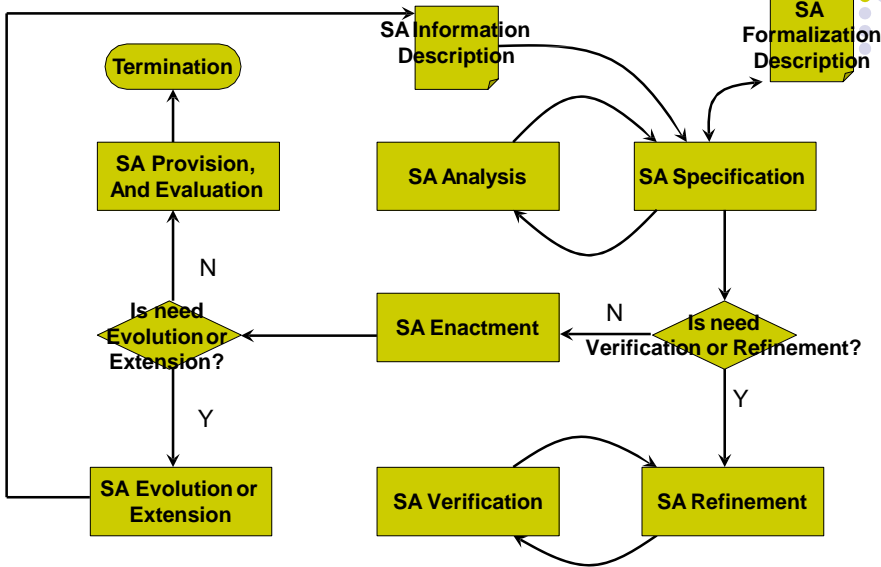 SA Information
Description
SA
Formalization
Description
Termination
SA Provision,
And Evaluation
SA Analysis
SA Specification
N
Is need
Evolution or
Extension?
SA Enactment
N
Is need
Verification or Refinement?
Y
Y
SA Evolution or
Extension
SA Verification
SA Refinement